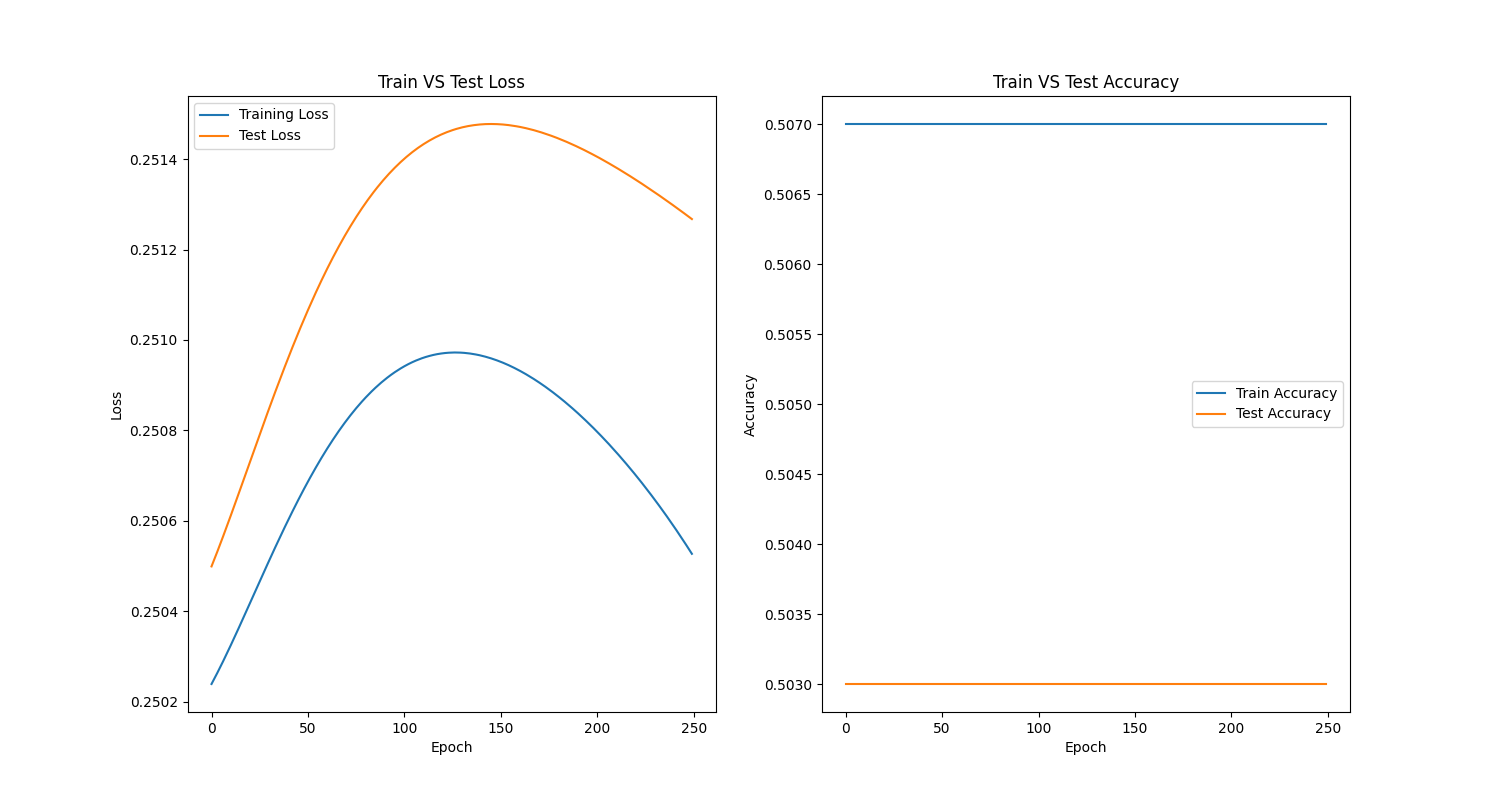 Train VS Test Loss
Training Loss
Test Loss
0.2514
0.2512
0.2510
0.2508
0.2506
0.2504
0.2502
Loss
0 50 100 150 200 250
Epoch
Train VS Test Accuracy
0.5070
0.5065
0.5060
0.5055
0.5050
0.5045
0.5040
0.5035
0.5030
Accuracy
Train Accuracy
Test Accuracy
0 50 100 150 200 250
Epoch